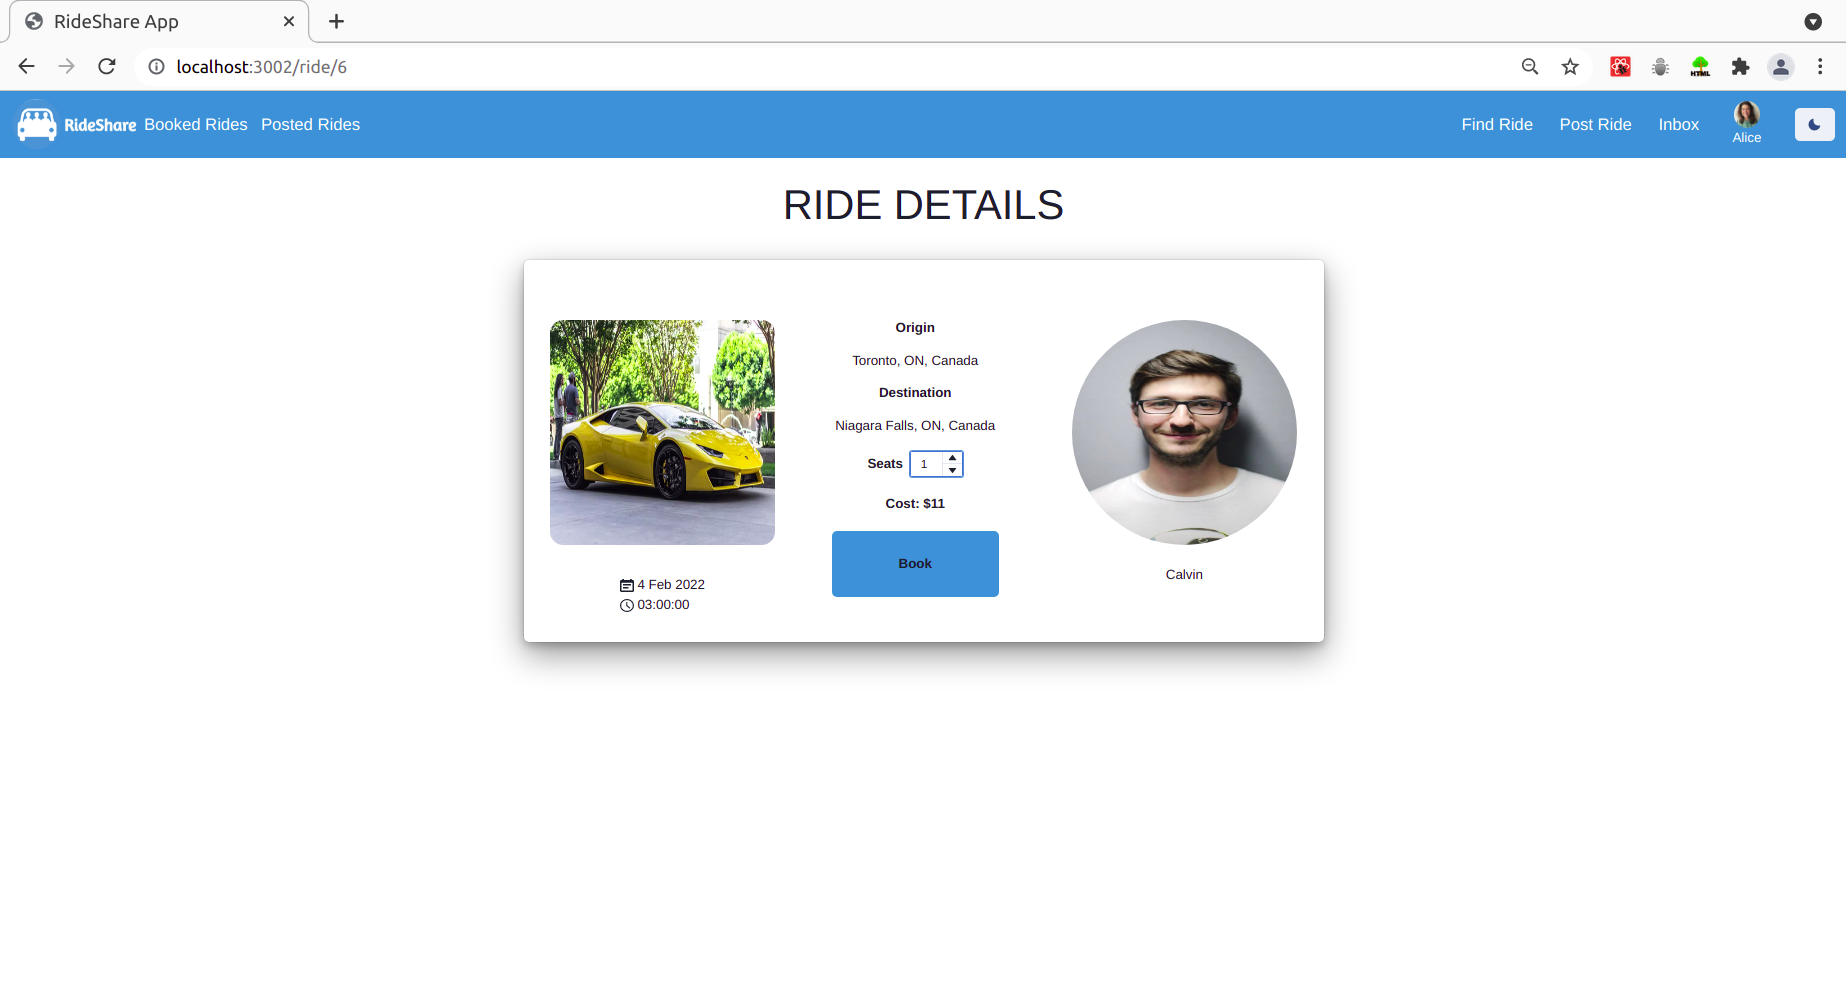 RideShare App
localhost:3002/ride/6
HTML
RideShare Booked Rides Posted Rides Find Ride Post Ride Inbox Alice
RIDE DETAILS
Origin
Toronto, ON, Canada
Destination
Niagara Falls, ON, Canada
Seats 1
Cost: $11
Book
4 Feb 2022
03:00:00
Calvin